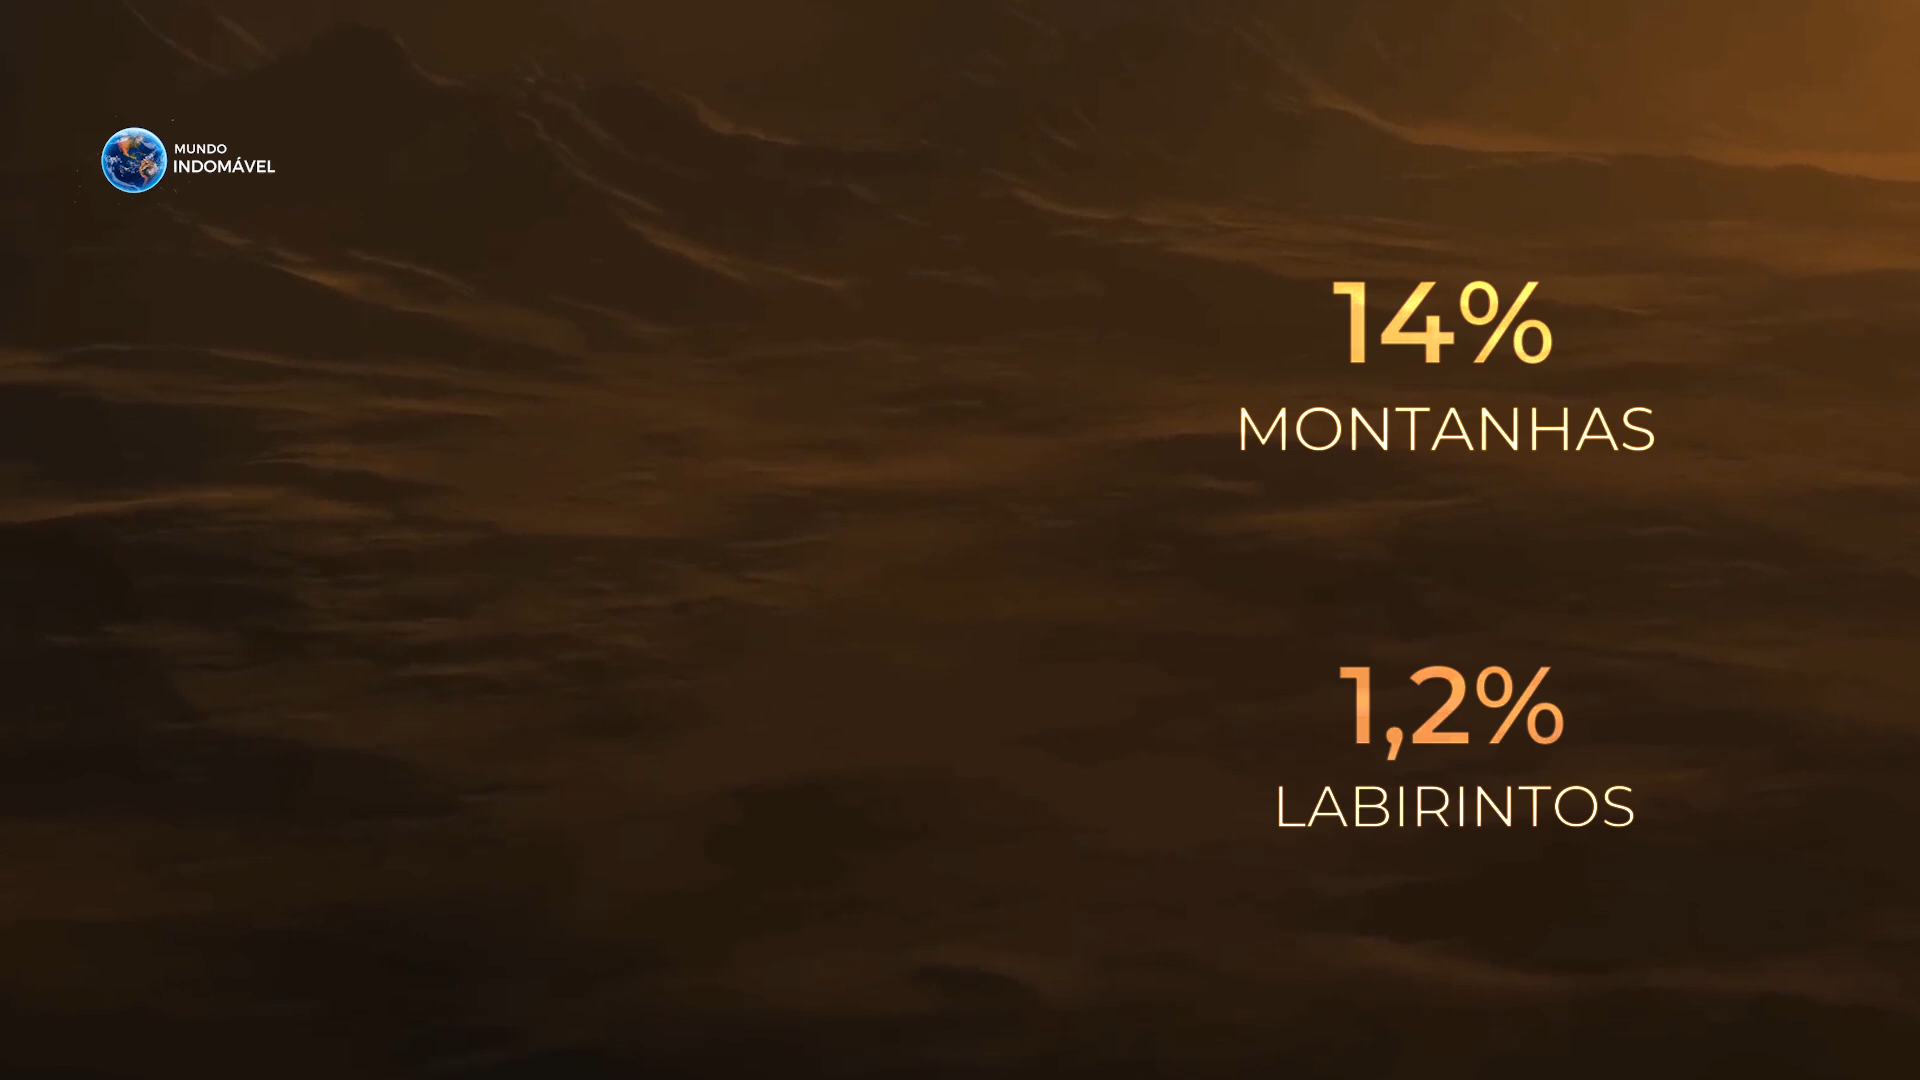 MUNDO
INDOMÁVEL
14%
MONTANHAS
1,2%
LABIRINTOS